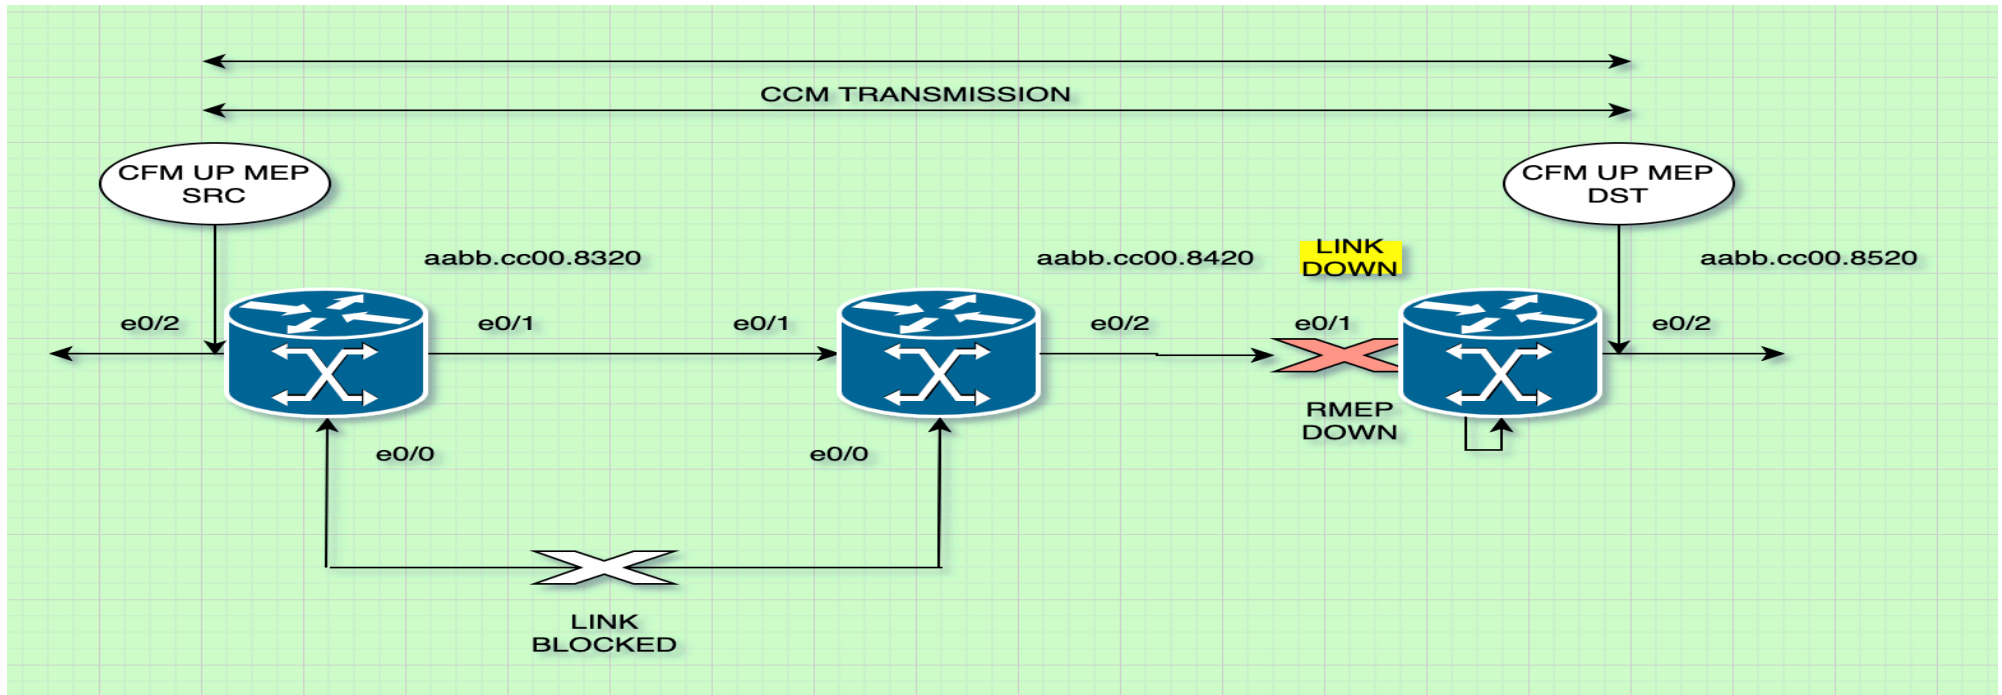 CCM TRANSMISSION
CFM UP MEP
SRC
CFM UP MEP
DST
aabb.cc00.8320
aabb.cc00.8420
LINK
DOWN
aabb.cc00.8520
e0/2
e0/1
e0/1
e0/2
e0/1
e0/2
RMEP
DOWN
e0/0
e0/0
LINK
BLOCKED